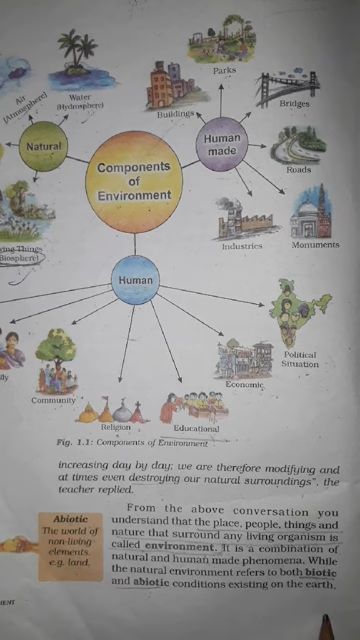 Air
(Atmosphere)
Water
(Hydrosphere)
Parks
Buildings
Bridges
Natural
Human
made
Components
of
Environment
Roads
Industries
Monuments
Things
Human
Political
Situation
Economic
Community
Religion
Educational
Fig. 1.1: Components of Environment
increasing day by day; we are therefore modifying and
at times even destroying our natural surroundings", the
teacher replied.
Abiotic
The world of
non-living
elements.
e.g. land.
From the above conversation you
understand that the place, people, things and
nature that surround any living organism is
called environment. It is a combination of
natural and human made phenomena. While
the natural environment refers to both biotic
and abiotic conditions existing on the earth,